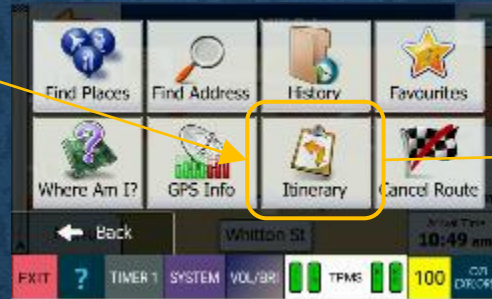 Find Places Find Address History Favourites
Where Am I? GPS Info Itinerary Cancel Route
Back Whitton St
10:49 am
EXIT ? TIMER 1 SYSTEM VOL/BRI TPMS 100